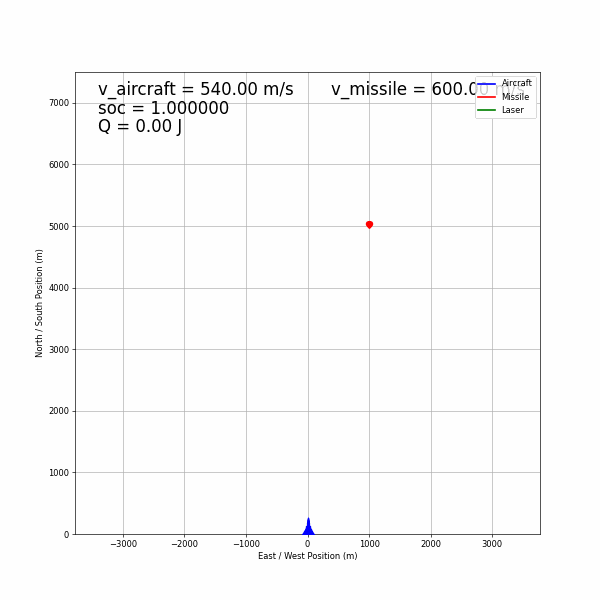 v_aircraft = 540.00 m/s
v_missile = 600.00 m/s
soc = 1.000000
Q = 0.00 J
Aircraft
Missile
Laser
7000
6000
5000
4000
3000
2000
1000
0
North / South Position (m)
−3000 −2000 −1000 0 1000 2000 3000
East / West Position (m)